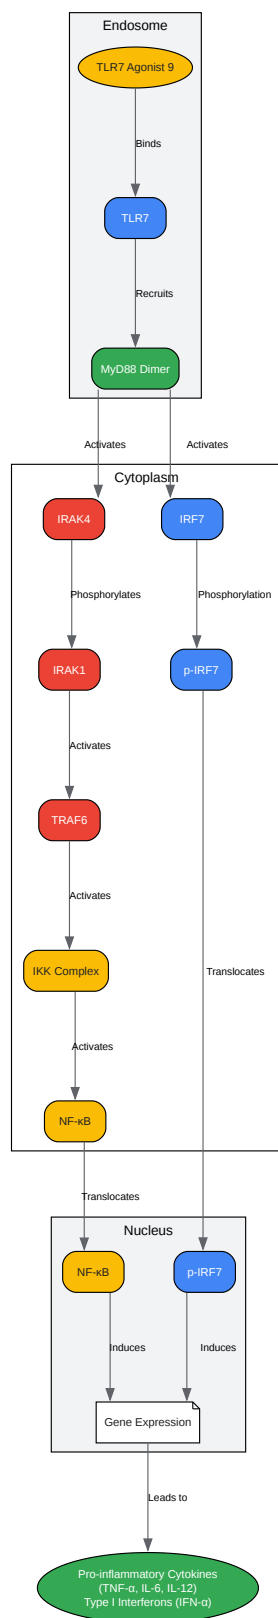 Endosome
TLR7 Agonist 9
Binds
TLR7
Recruits
MyD88 Dimer
Activates
Activates
Cytoplasm
IRAK4
IRF7
Phosphorylates
Phosphorylation
IRAK1
p-IRF7
Activates
TRAF6
Activates
IKK Complex
Translocates
Activates
NF-κB
Translocates
Nucleus
NF-κB
p-IRF7
Induces
Induces
Gene Expression
Leads to
Pro-inflammatory Cytokines
(TNF-α, IL-6, IL-12)
Type I Interferons (IFN-α)